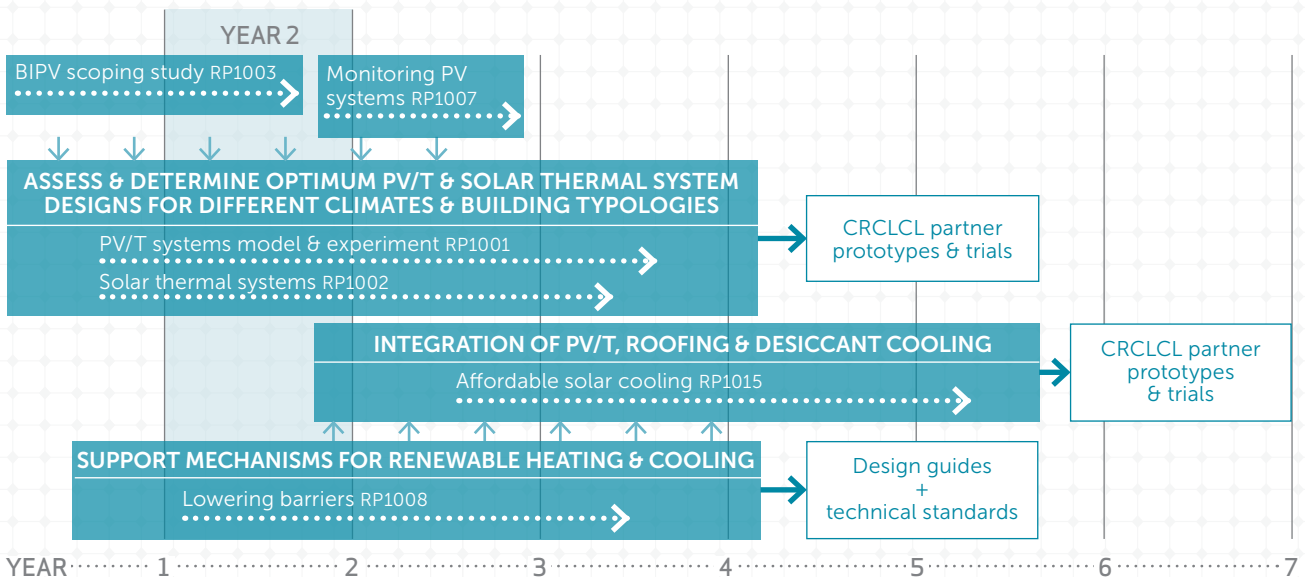 YEAR 2
BIPV scoping study RP1003
Monitoring PV
systems RP1007
ASSESS & DETERMINE OPTIMUM PV/T & SOLAR THERMAL SYSTEM
DESIGNS FOR DIFFERENT CLIMATES & BUILDING TYPOLOGIES
PV/T systems model & experiment RP1001
Solar thermal systems RP1002
CRCLCL partner
prototypes & trials
INTEGRATION OF PV/T, ROOFING & DESICCANT COOLING
Affordable solar cooling RP1015
CRCLCL partner
prototypes
& trials
SUPPORT MECHANISMS FOR RENEWABLE HEATING & COOLING
Lowering barriers RP1008
Design guides
+
technical standards
YEAR 1 2 3 4 5 6 7